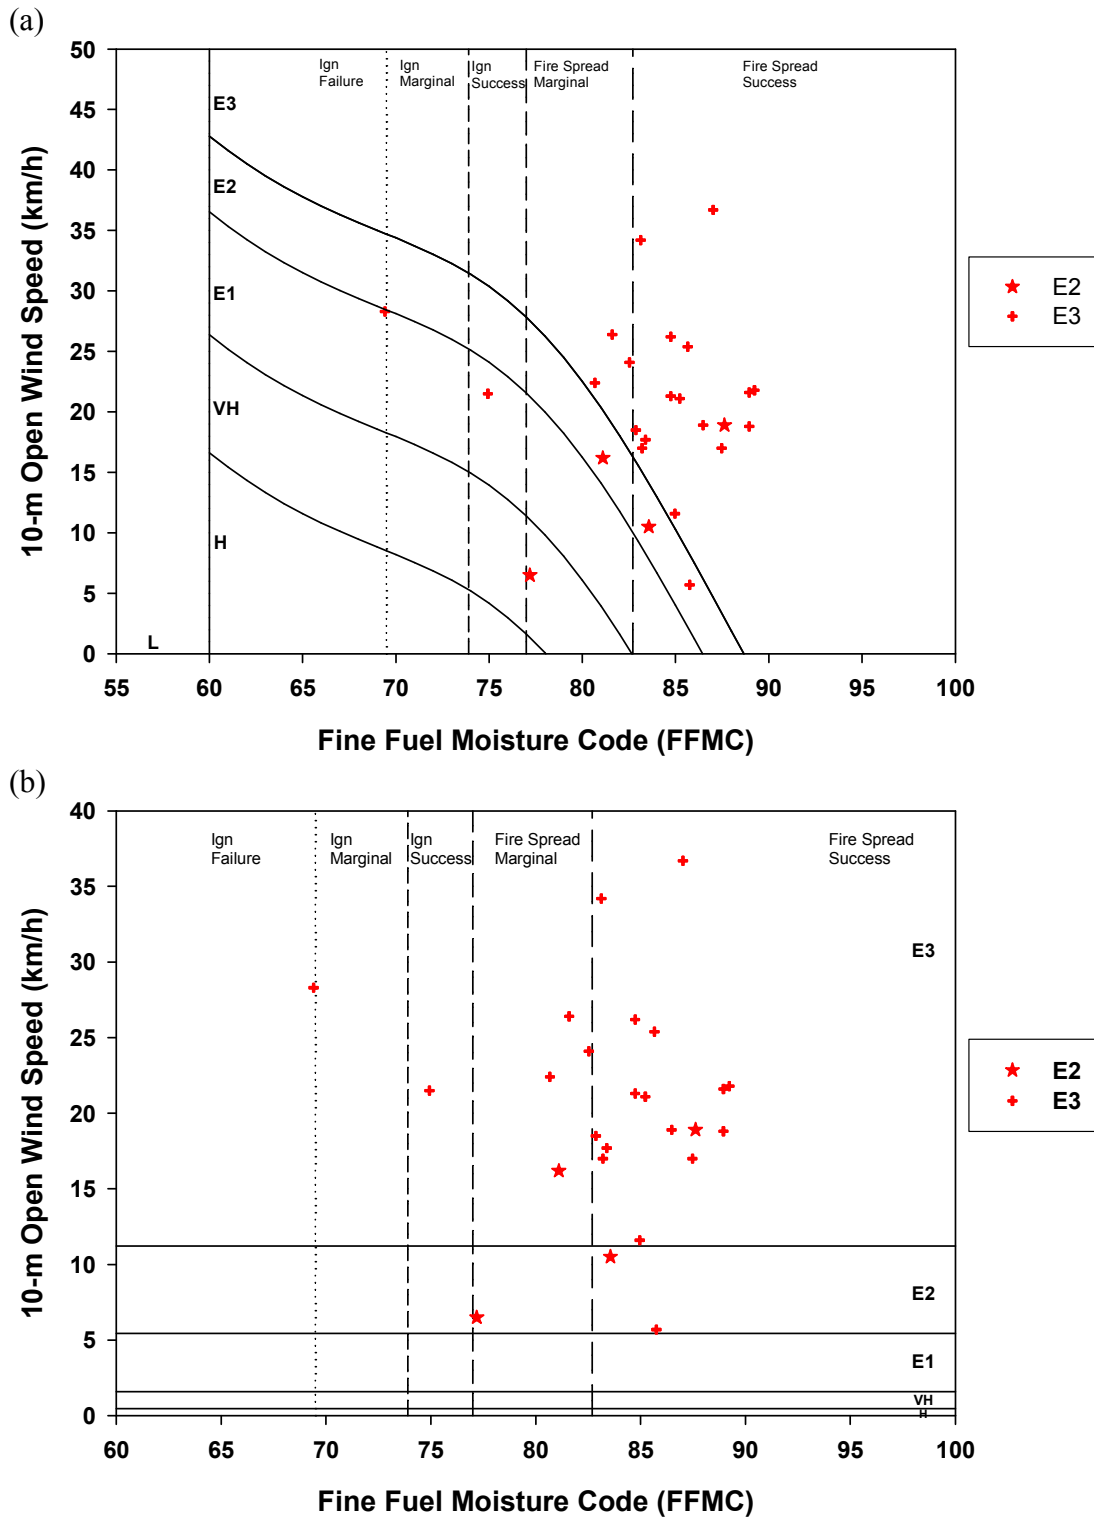 (a)
50
45
40
35
30
25
20
15
10
5
0
10-m Open Wind Speed (km/h)
Ign
Failure
Ign
Marginal
Ign
Success
Fire Spread
Marginal
Fire Spread
Success
E3
E2
E1
VH
H
L
55 60 65 70 75 80 85 90 95 100
Fine Fuel Moisture Code (FFMC)
E2
E3
(b)
40
35
30
25
20
15
10
5
0
10-m Open Wind Speed (km/h)
Ign
Failure
Ign
Marginal
Ign
Success
Fire Spread
Marginal
Fire Spread
Success
E3
E2
E1
VH
H
60 65 70 75 80 85 90 95 100
Fine Fuel Moisture Code (FFMC)
E2
E3